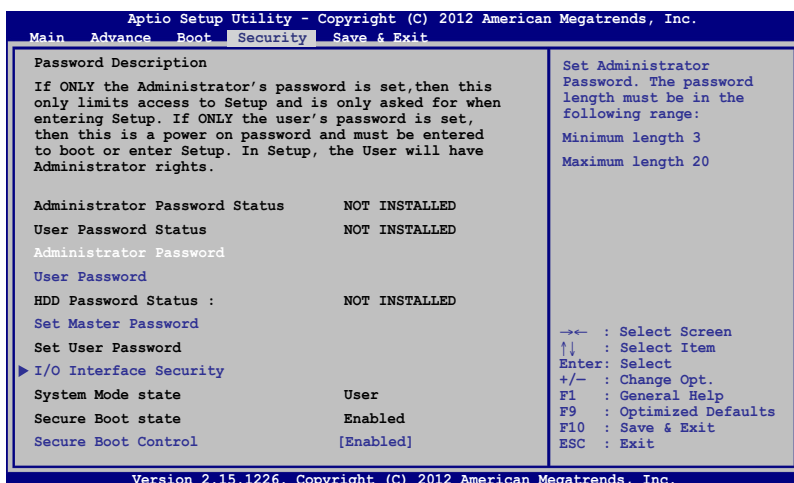 Aptio Setup Utility - Copyright (C) 2012 American Megatrends, Inc.
Main Advance Boot Security Save & Exit
Password Description
If ONLY the Administrator's password is set,then this
only limits access to Setup and is only asked for when
entering Setup. If ONLY the user's password is set,
then this is a power on password and must be entered
to boot or enter Setup. In Setup, the User will have
Administrator rights.
Administrator Password Status NOT INSTALLED
User Password Status NOT INSTALLED
Administrator Password
User Password
HDD Password Status : NOT INSTALLED
Set Master Password
Set User Password
I/O Interface Security
System Mode state User
Secure Boot state Enabled
Secure Boot Control [Enabled]
Set Administrator
Password. The password
length must be in the
following range:
Minimum length 3
Maximum length 20
→← : Select Screen
↑↓ : Select Item
Enter: Select
+/— : Change Opt.
F1 : General Help
F9 : Optimized Defaults
F10 : Save & Exit
ESC : Exit
Version 2.15.1226. Copyright (C) 2012 American Megatrends, Inc.